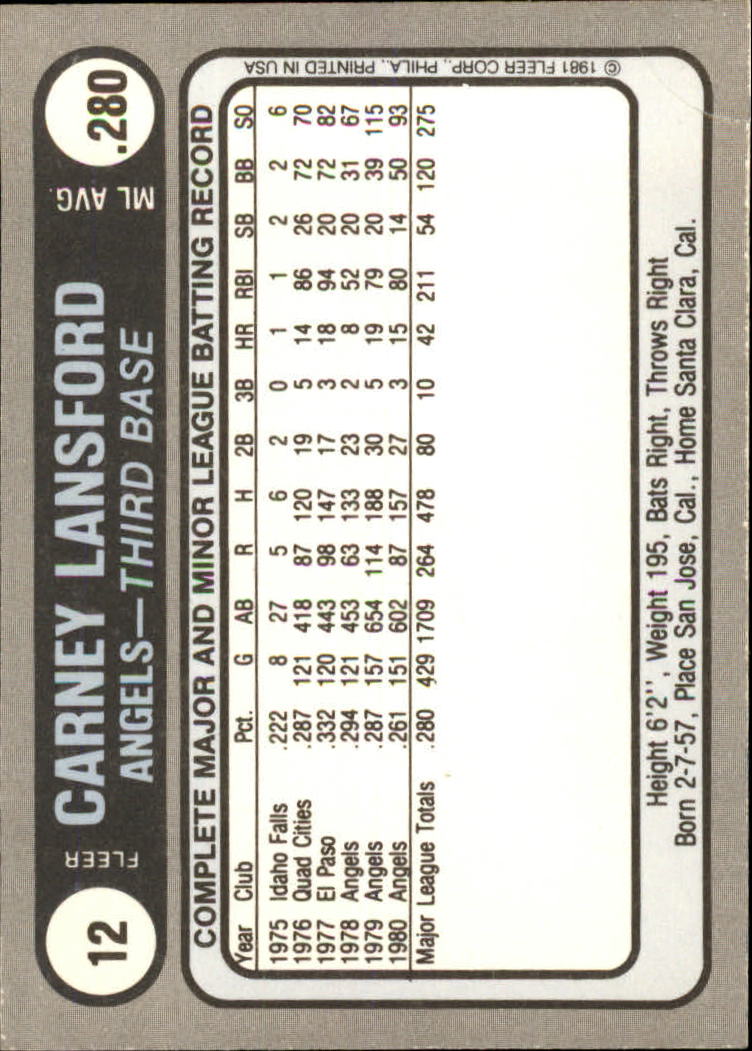 12
FLEER
CARNEY LANSFORD
ANGELS—THIRD BASE
ML AVG.
.280
COMPLETE MAJOR AND MINOR LEAGUE BATTING RECORD
Year Club Pct. G AB R H 2B 3B HR RBI SB BB SO
1975 Idaho Falls .222 8 27 5 6 2 0 1 1 2 2 6
1976 Quad Cities .287 121 418 87 120 19 5 14 86 26 72 70
1977 El Paso .332 120 443 98 147 17 3 18 94 20 72 82
1978 Angels .294 121 453 63 133 23 2 8 52 20 31 67
1979 Angels .287 157 654 114 188 30 5 19 79 20 39 115
1980 Angels .261 151 602 87 157 27 3 15 80 14 50 93
Major League Totals .280 429 1709 264 478 80 10 42 211 54 120 275
Height 6'2'', Weight 195, Bats Right, Throws Right
Born 2-7-57, Place San Jose, Cal., Home Santa Clara, Cal.
© 1981 FLEER CORP., PHILA., PRINTED IN USA